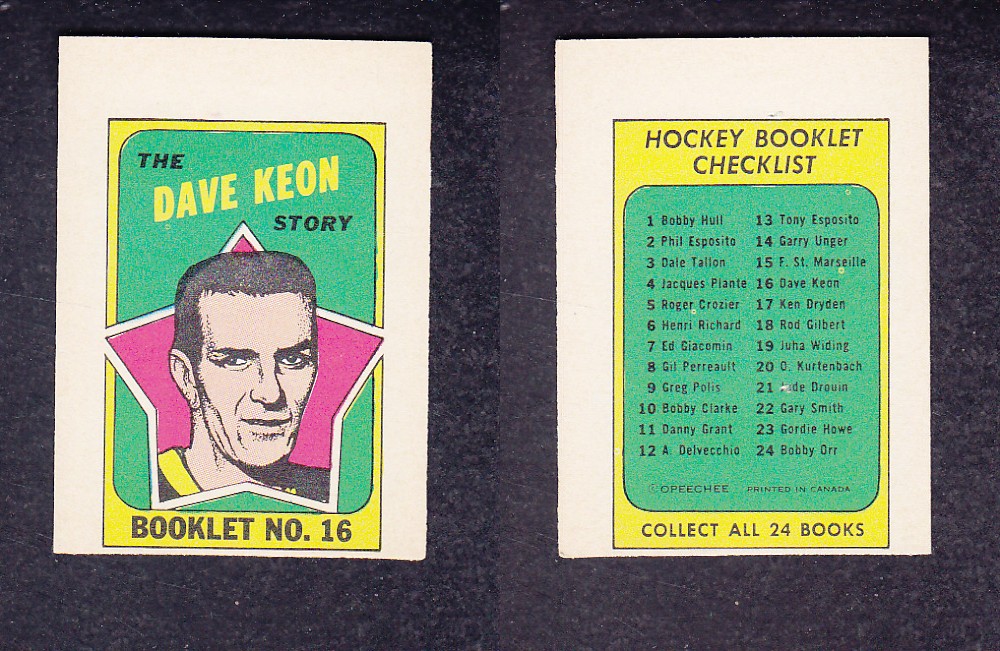 THE
DAVE KEON
STORY
BOOKLET NO. 16
HOCKEY BOOKLET
CHECKLIST
1 Bobby Hull
2 Phil Esposito
3 Dale Tallon
4 Jacques Plante
5 Roger Crozier
6 Henri Richard
7 Ed Giacomin
8 Gil Perreault
9 Greg Polis
10 Bobby Clarke
11 Danny Grant
12 A. Delvecchio
13 Tony Esposito
14 Garry Unger
15 F. St. Marseille
16 Dave Keon
17 Ken Dryden
18 Rod Gilbert
19 Juha Widing
20 O. Kurtenbach
21 Jude Drouin
22 Gary Smith
23 Gordie Howe
24 Bobby Orr
©OPEECHEE PRINTED IN CANADA
COLLECT ALL 24 BOOKS